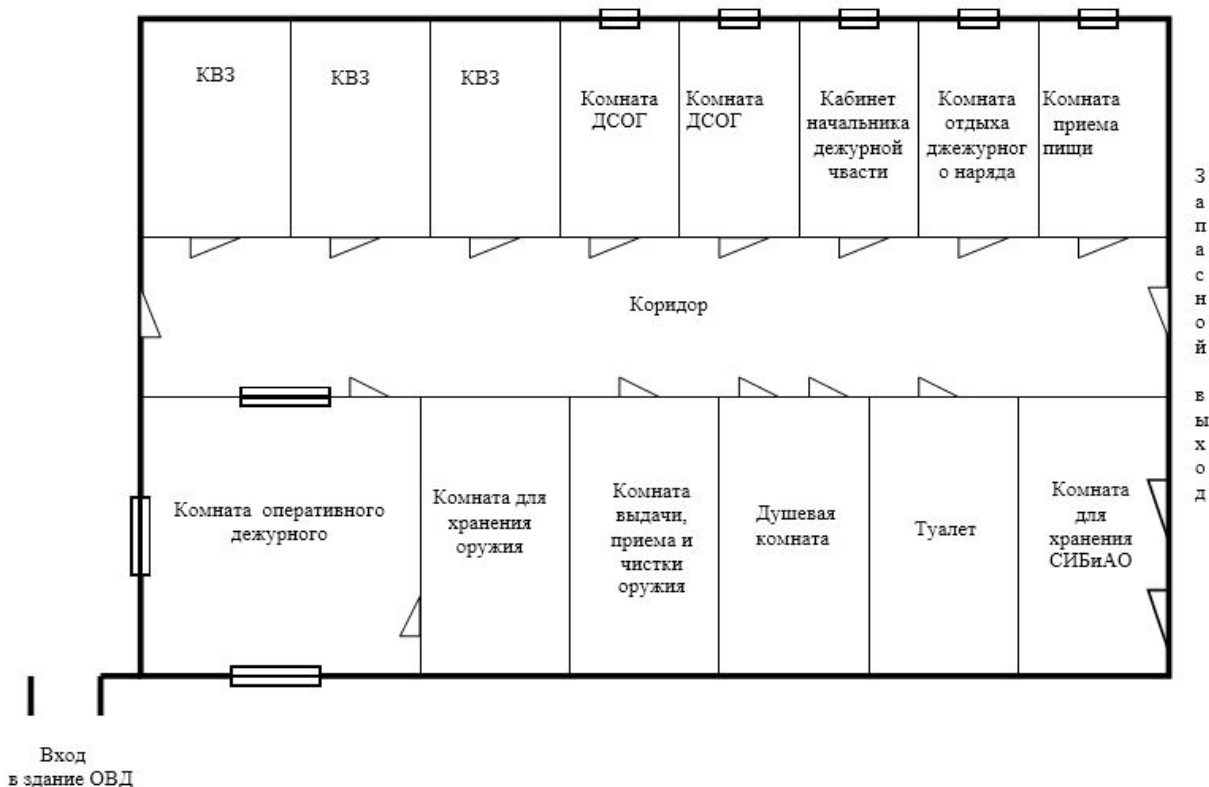 КВЗ
КВЗ
КВЗ
Комната
ДСОГ
Комната
ДСОГ
Кабинет
начальника
дежурной
чвасти
Комната
отдыха
джежурног
о наряда
Комната
приема
пищи
Запасной выход
Коридор
Комната оперативного
дежурного
Комната для
хранения
оружия
Комната
выдачи,
приема и
чистки
оружия
Душевая
комната
Туалет
Комната
для
хранения
СИБиАО
Вход
в здание ОВД